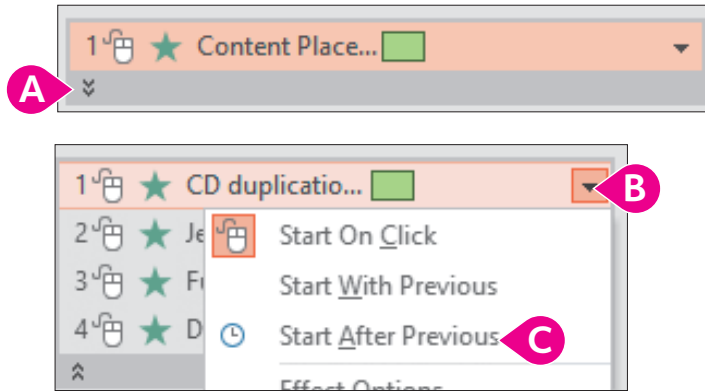 1 Content Place...
A
1 CD duplicatio...
B
2 Je
Start On Click
3 Fu
Start With Previous
4 D
Start After Previous
C
Effect Options